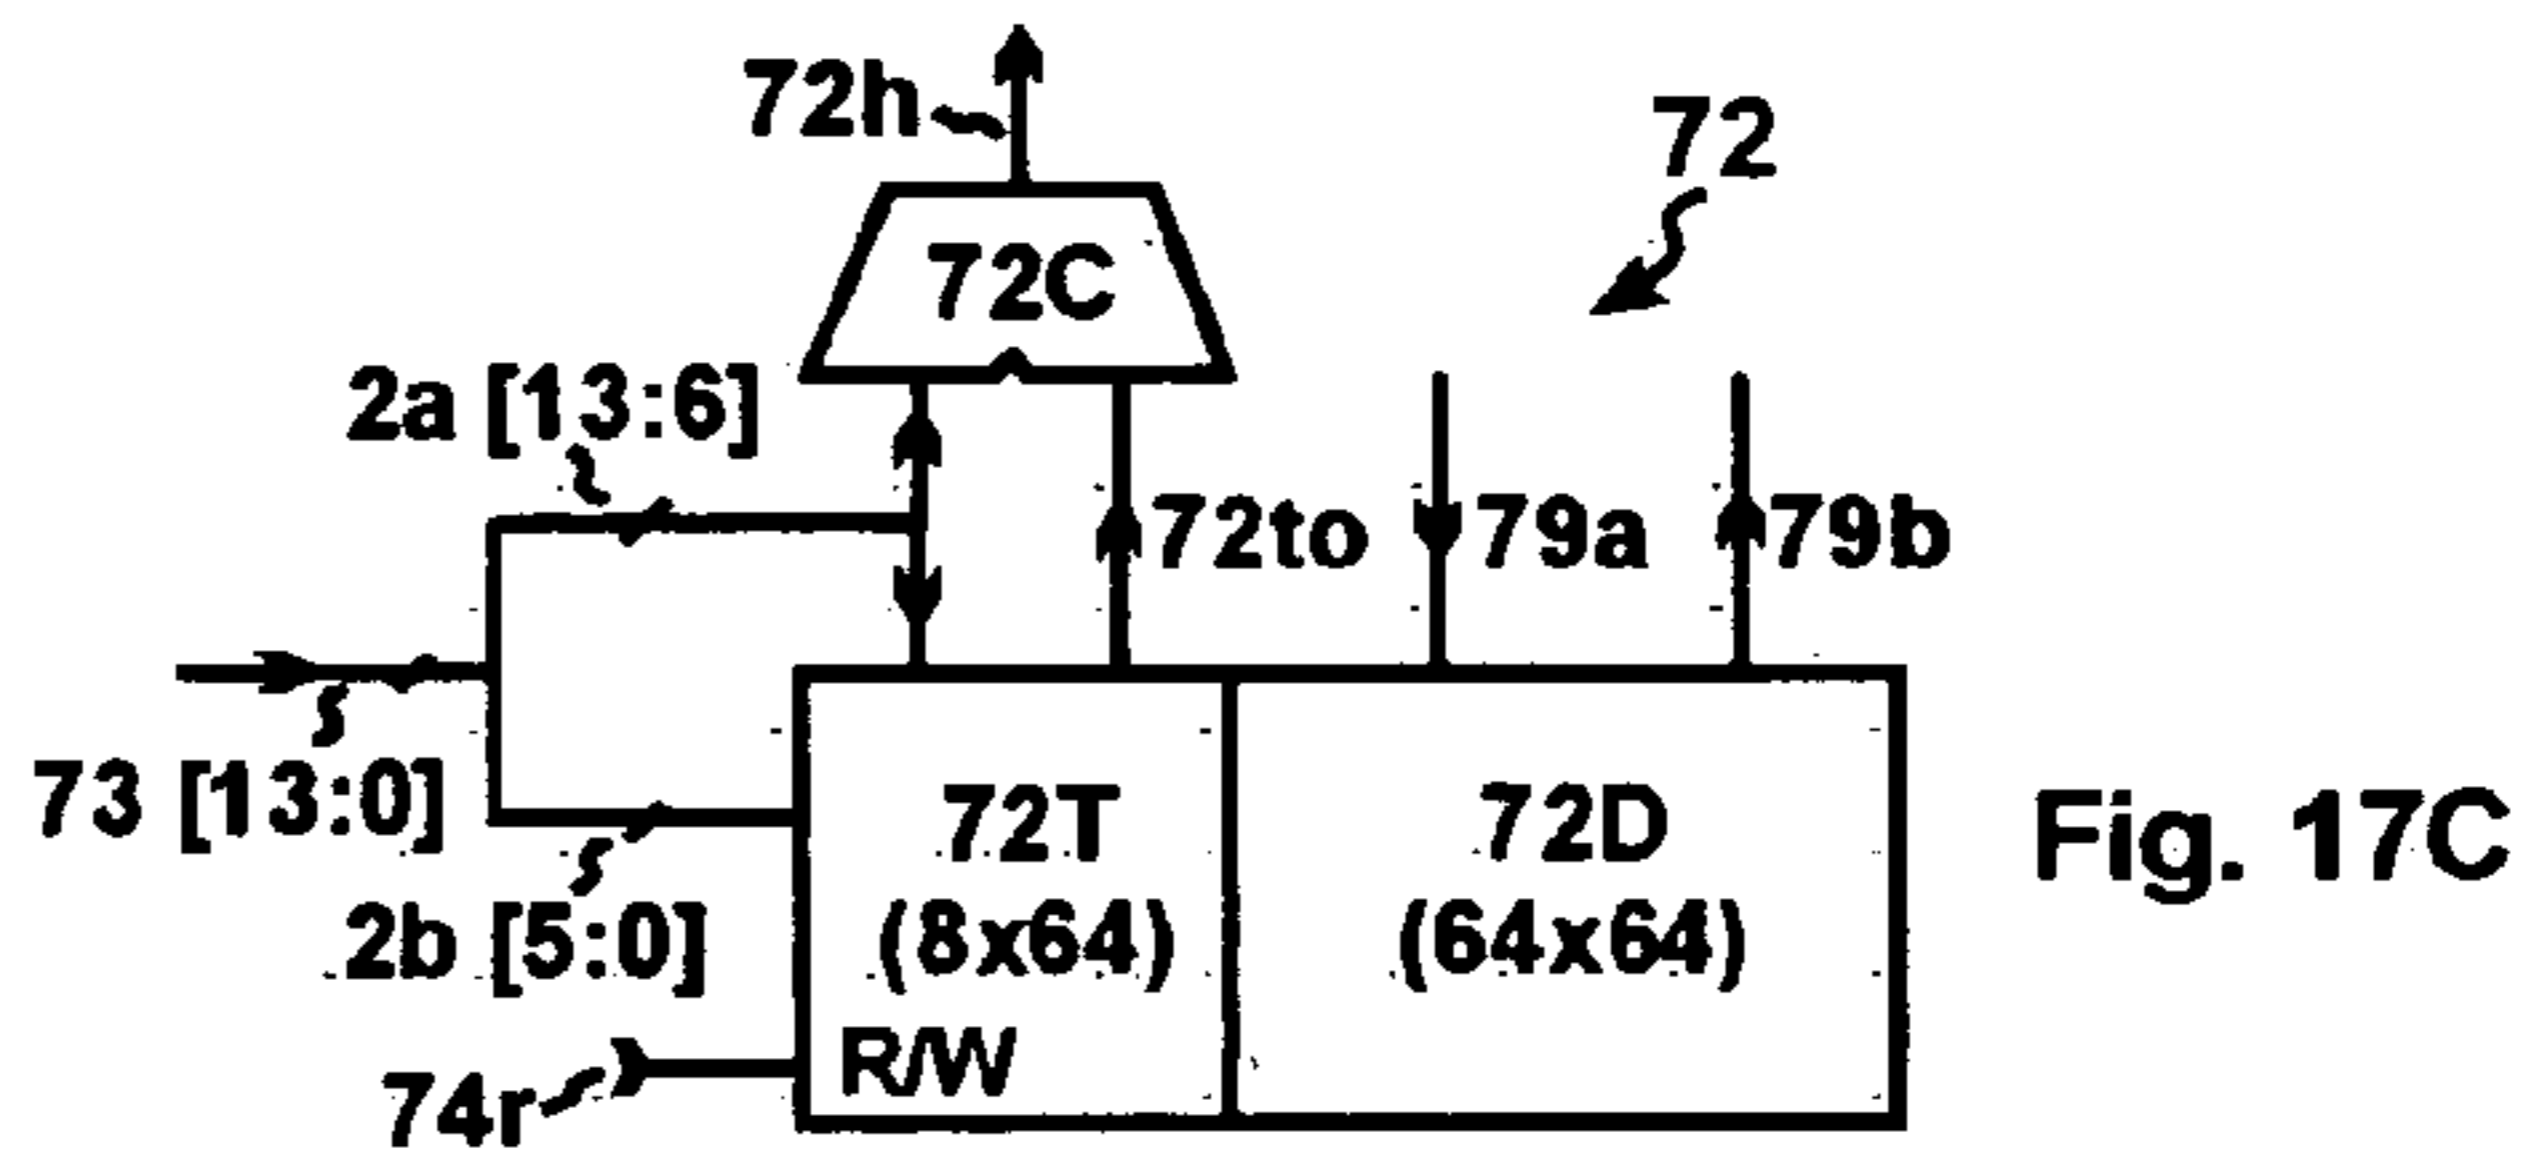 72h
72
72C
2a [13:6]
72to
79a
79b
73 [13:0]
72T
(8x64)
72D
(64x64)
Fig. 17C
2b [5:0]
R/W
74r